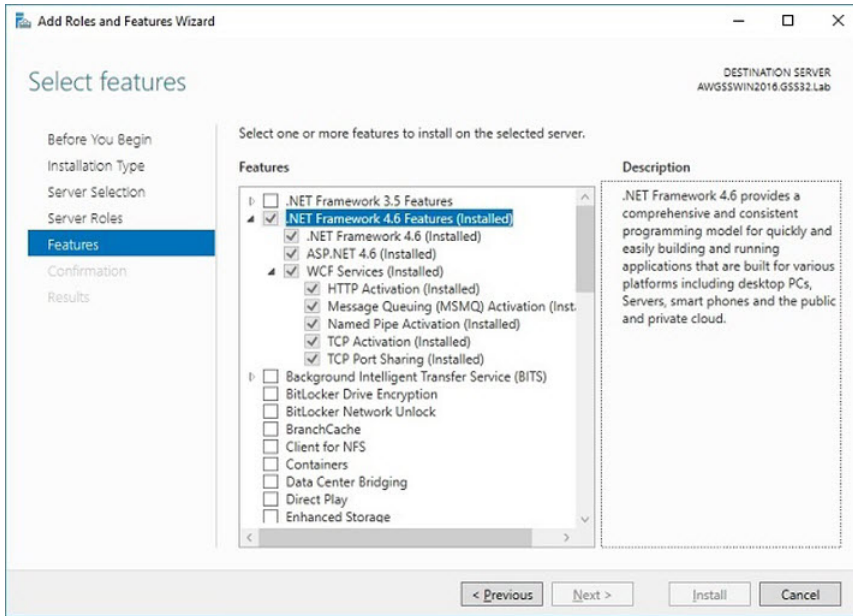 Add Roles and Features Wizard
Select features
DESTINATION SERVER
AWGSSWIN2016.GSS32.Lab
Before You Begin
Installation Type
Server Selection
Server Roles
Features
Confirmation
Results
Select one or more features to install on the selected server.
Features
.NET Framework 3.5 Features
.NET Framework 4.6 Features (Installed)
.NET Framework 4.6 (Installed)
ASP.NET 4.6 (Installed)
WCF Services (Installed)
HTTP Activation (Installed)
Message Queuing (MSMQ) Activation (Insta
Named Pipe Activation (Installed)
TCP Activation (Installed)
TCP Port Sharing (Installed)
Background Intelligent Transfer Service (BITS)
BitLocker Drive Encryption
BitLocker Network Unlock
BranchCache
Client for NFS
Containers
Data Center Bridging
Direct Play
Enhanced Storage
Description
.NET Framework 4.6 provides a
comprehensive and consistent
programming model for quickly and
easily building and running
applications that are built for various
platforms including desktop PCs,
Servers, smart phones and the public
and private cloud.
< Previous
Next >
Install
Cancel